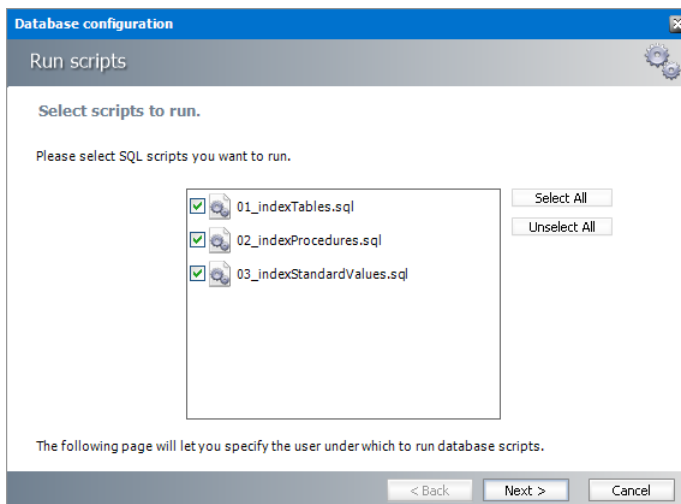 Database configuration
Run scripts
Select scripts to run.
Please select SQL scripts you want to run.
01_indexTables.sql
02_indexProcedures.sql
03_indexStandardValues.sql
Select All
Unselect All
The following page will let you specify the user under which to run database scripts.
< Back
Next >
Cancel